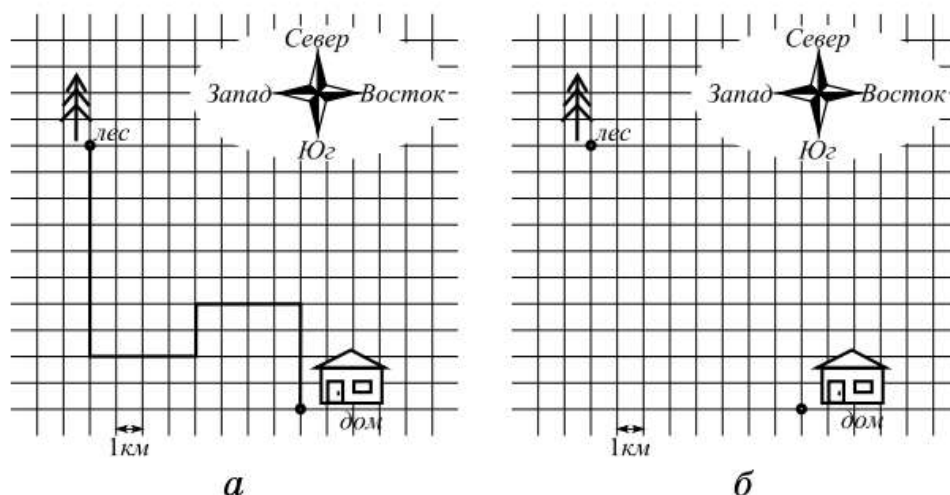 Север
Запад Восток
Юг
лес
дом
1км
а
Север
Запад Восток
Юг
лес
дом
1км
б